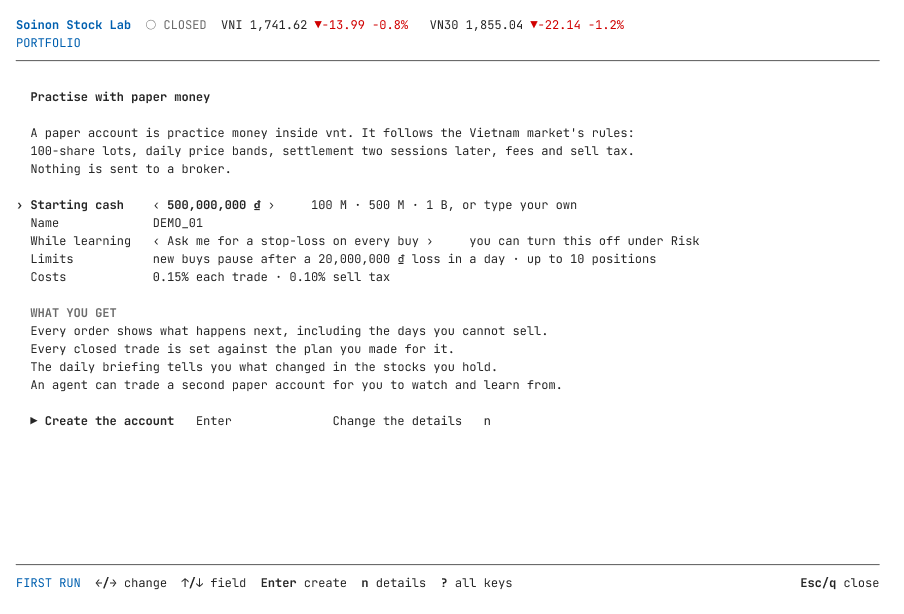 Soinon Stock Lab  ○ CLOSED  VNI 1,741.62 ▼-13.99 -0.8%   VN30 1,855.04 ▼-22.14 -1.2%
PORTFOLIO
Practise with paper money
A paper account is practice money inside vnt. It follows the Vietnam market's rules:
100-share lots, daily price bands, settlement two sessions later, fees and sell tax.
Nothing is sent to a broker.
› Starting cash    ‹ 500,000,000 ₫ ›     100 M · 500 M · 1 B, or type your own
Name             DEMO_01
While learning   ‹ Ask me for a stop-loss on every buy ›     you can turn this off under Risk
Limits           new buys pause after a 20,000,000 ₫ loss in a day · up to 10 positions
Costs            0.15% each trade · 0.10% sell tax
WHAT YOU GET
Every order shows what happens next, including the days you cannot sell.
Every closed trade is set against the plan you made for it.
The daily briefing tells you what changed in the stocks you hold.
An agent can trade a second paper account for you to watch and learn from.
► Create the account   Enter              Change the details   n
FIRST RUN  ←/→ change  ↑/↓ field  Enter create  n details  ? all keys                Esc/q close